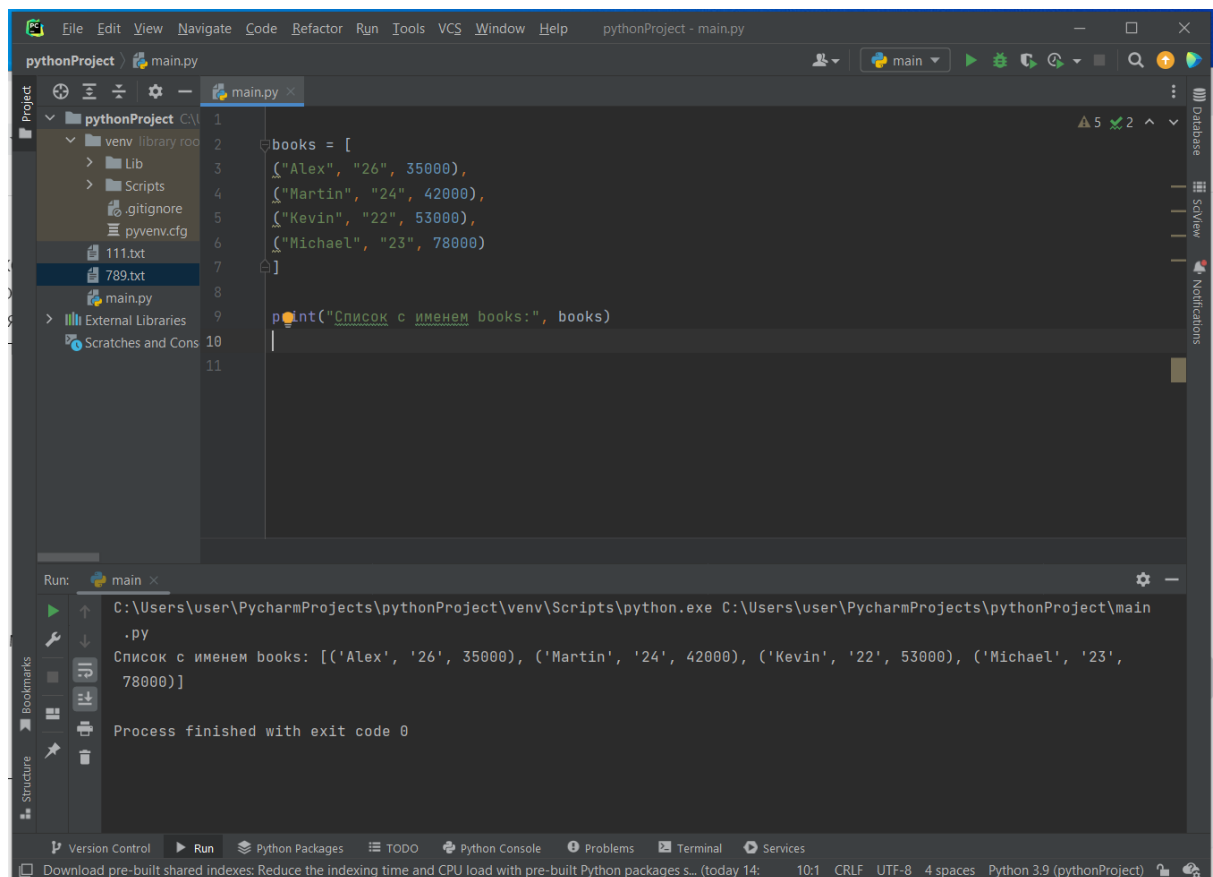 PC File Edit View Navigate Code Refactor Run Tools VCS Window Help pythonProject - main.py
pythonProject main.py main
Project main.py
pythonProject C:\U 1 5 2
venv library roo 2 books = [
Lib 3 ("Alex", "26", 35000),
Scripts 4 ("Martin", "24", 42000),
.gitignore 5 ("Kevin", "22", 53000),
pyvenv.cfg 6 ("Michael", "23", 78000)
111.txt 7 ]
789.txt 8
main.py 9 print("Список с именем books:", books)
External Libraries 10
Scratches and Cons 11
Database
SciView
Notifications
Run: main
C:\Users\user\PycharmProjects\pythonProject\venv\Scripts\python.exe C:\Users\user\PycharmProjects\pythonProject\main
.py
Список с именем books: [('Alex', '26', 35000), ('Martin', '24', 42000), ('Kevin', '22', 53000), ('Michael', '23',
78000)]
Process finished with exit code 0
Bookmarks
Structure
Version Control Run Python Packages TODO Python Console Problems Terminal Services
Download pre-built shared indexes: Reduce the indexing time and CPU load with pre-built Python packages s... (today 14: 10:1 CRLF UTF-8 4 spaces Python 3.9 (pythonProject)